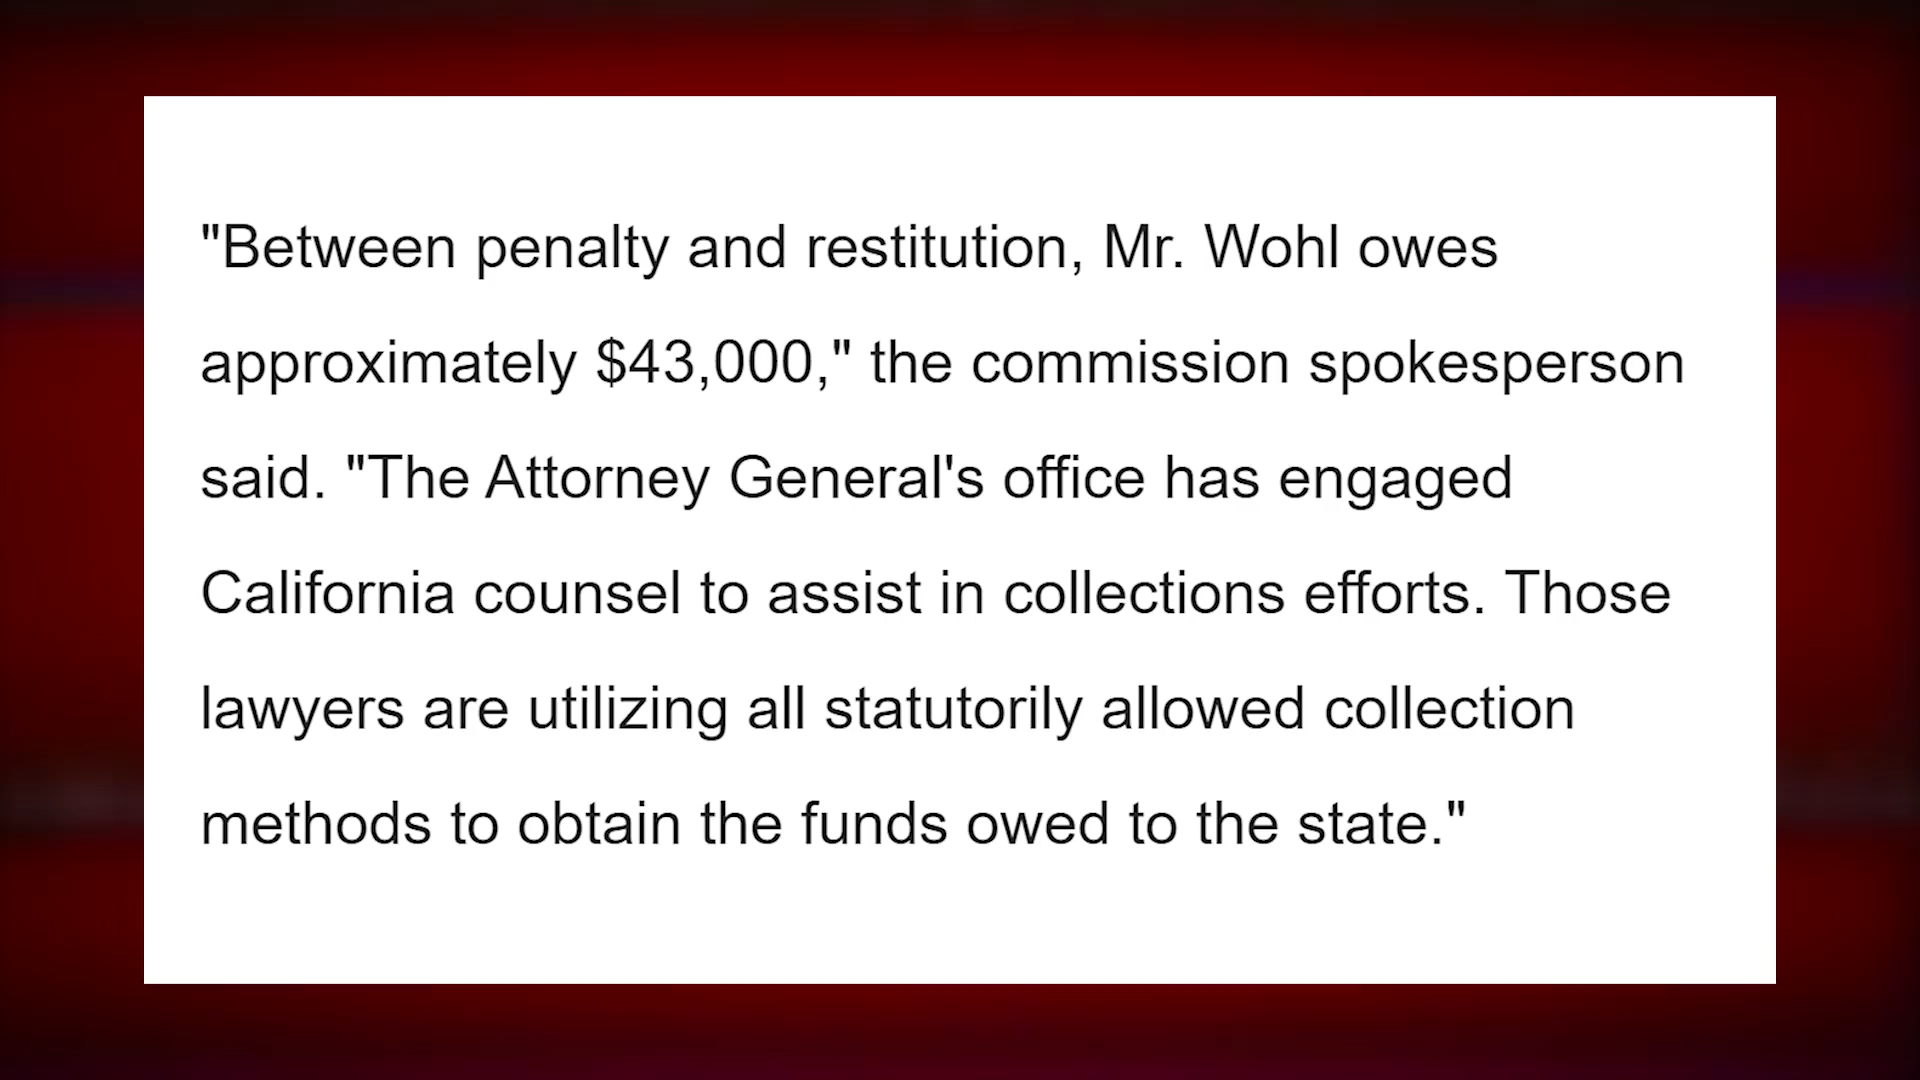 "Between penalty and restitution, Mr. Wohl owes
approximately $43,000," the commission spokesperson
said. "The Attorney General's office has engaged
California counsel to assist in collections efforts. Those
lawyers are utilizing all statutorily allowed collection
methods to obtain the funds owed to the state."